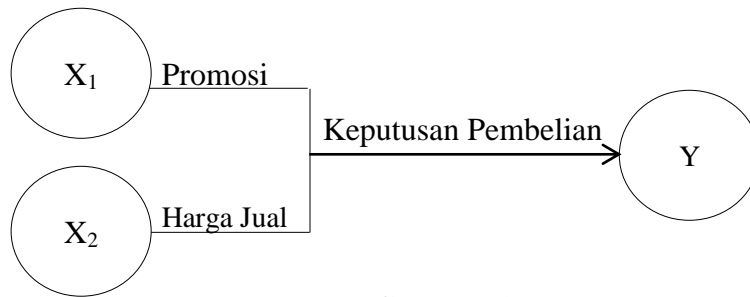 X₁ Promosi
Keputusan Pembelian
Y
X₂ Harga Jual